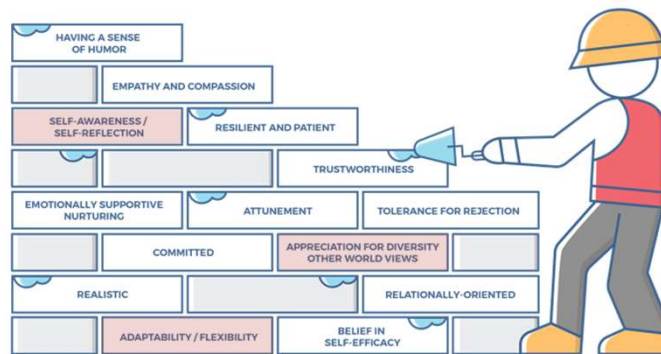 HAVING A SENSE
OF HUMOR
EMPATHY AND COMPASSION
SELF-AWARENESS /
SELF-REFLECTION
RESILIENT AND PATIENT
TRUSTWORTHINESS
EMOTIONALLY SUPPORTIVE
NURTURING
ATTUNEMENT
TOLERANCE FOR REJECTION
COMMITTED
APPRECIATION FOR DIVERSITY
OTHER WORLD VIEWS
REALISTIC
RELATIONALLY-ORIENTED
ADAPTABILITY / FLEXIBILITY
BELIEF IN
SELF-EFFICACY